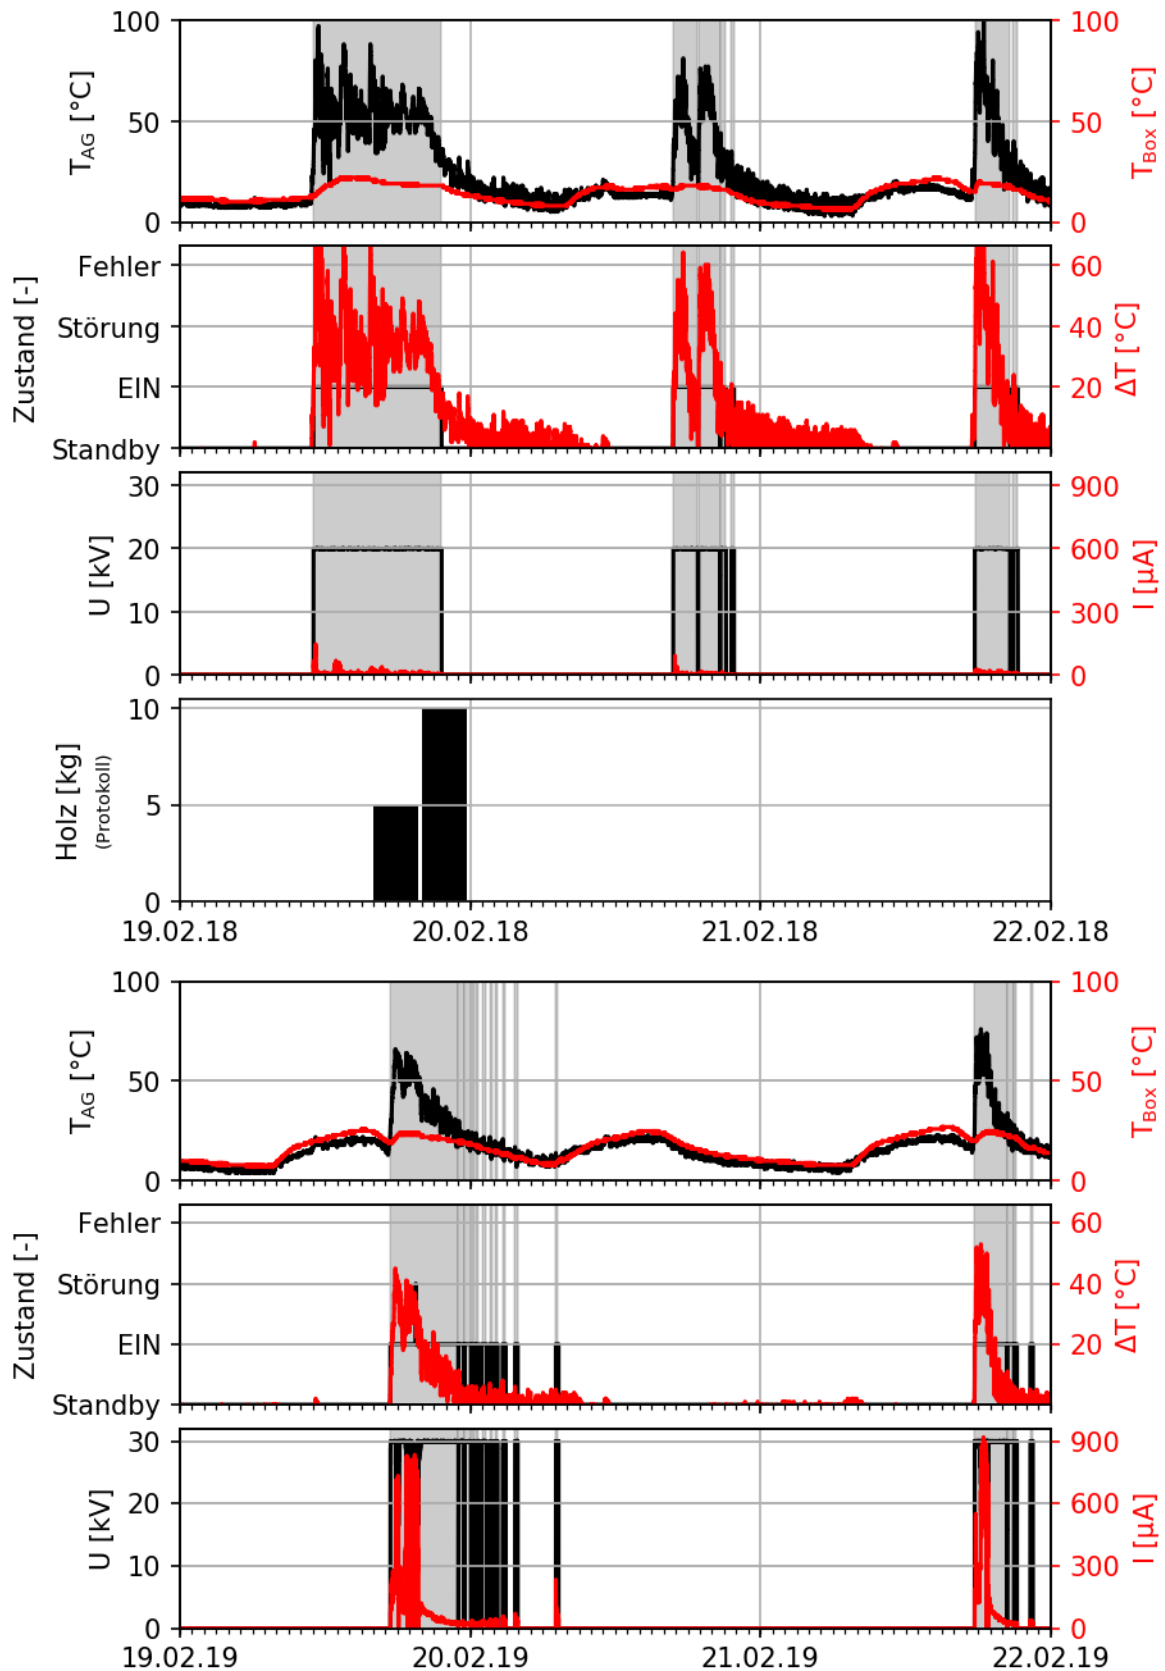 100
50
0
T_AG [°C]
100
50
0
T_Box [°C]
Fehler
Störung
EIN
Standby
Zustand [-]
60
40
20
ΔT [°C]
30
20
10
0
U [kV]
900
600
300
0
I [µA]
10
5
0
Holz [kg]
(Protokoll)
19.02.18 20.02.18 21.02.18 22.02.18
100
50
0
T_AG [°C]
100
75
50
25
0
T_Box [°C]
Fehler
Störung
EIN
Standby
Zustand [-]
60
40
20
ΔT [°C]
30
20
10
0
U [kV]
900
600
300
0
I [µA]
19.02.19 20.02.19 21.02.19 22.02.19